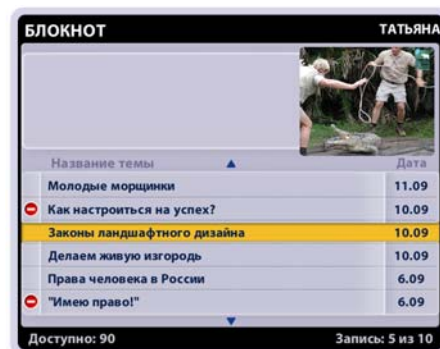 БЛОКНОТ ТАТЬЯНА
Название темы Дата
Молодые морщинки 11.09
Как настроиться на успех? 10.09
Законы ландшафтного дизайна 10.09
Делаем живую изгородь 10.09
Права человека в России 6.09
"Имею право!" 6.09
Доступно: 90 Запись: 5 из 10